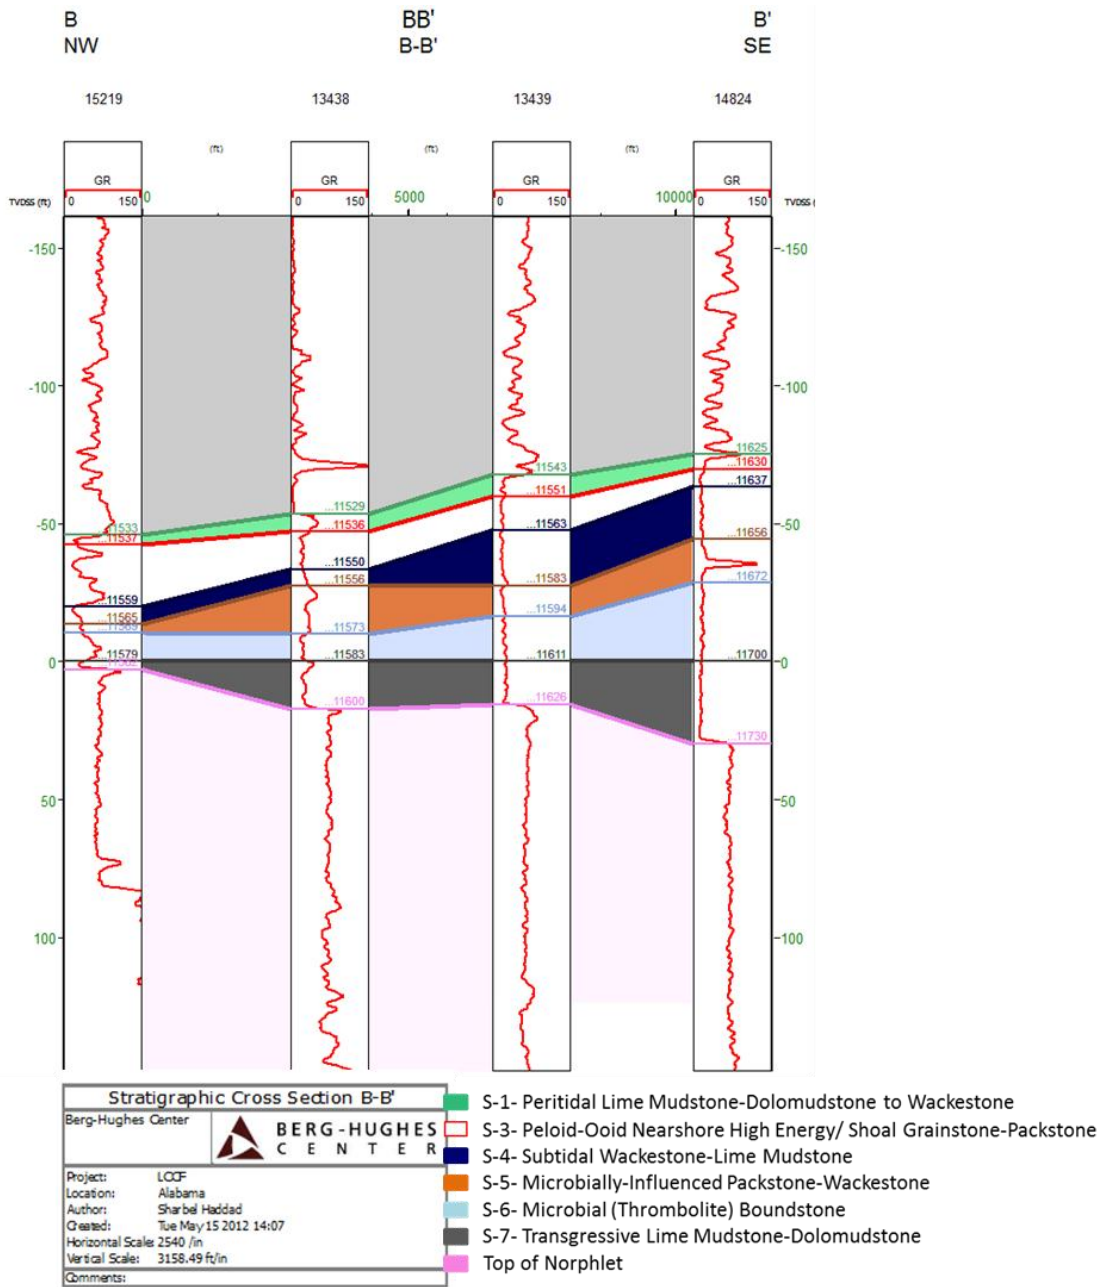 B BB' B'
NW B-B' SE
15219 13438 13439 14824
(ft) (ft) (ft)
GR GR GR GR
TVDSS (ft) 0 150 0 0 150 5000 0 150 10000 0 150 TVDSS (
-150 -150
-100 -100
-50 -50
0 0
50 50
100 100
...11533
...11537
...11559
...11565
...11579
...11529
...11536
...11550
...11556
...11573
...11583
...11600
...11543
...11551
...11563
...11583
...11594
...11611
...11626
...11625
...11630
...11637
...11656
...11672
...11700
...11730
Stratigraphic Cross Section B-B'
Berg-Hughes Center
BERG-HUGHES
CENTER
Project: LCCF
Location: Alabama
Author: Sharbel Haddad
Created: Tue May 15 2012 14:07
Horizontal Scale: 2540 /in
Vertical Scale: 3158.49 ft/in
Comments:
S-1- Peritidal Lime Mudstone-Dolomudstone to Wackestone
S-3- Peloid-Ooid Nearshore High Energy/ Shoal Grainstone-Packstone
S-4- Subtidal Wackestone-Lime Mudstone
S-5- Microbially-Influenced Packstone-Wackestone
S-6- Microbial (Thrombolite) Boundstone
S-7- Transgressive Lime Mudstone-Dolomudstone
Top of Norphlet